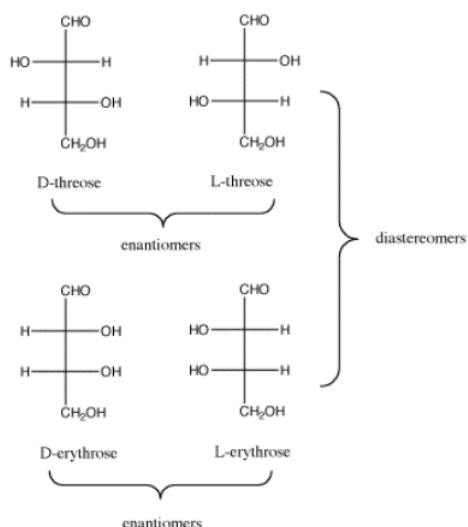 CHO CHO
HO H H OH
H OH HO H
CH₂OH CH₂OH
D-threose L-threose
enantiomers
diastereomers
CHO CHO
H OH HO H
H OH HO H
CH₂OH CH₂OH
D-erythrose L-erythrose
enantiomers